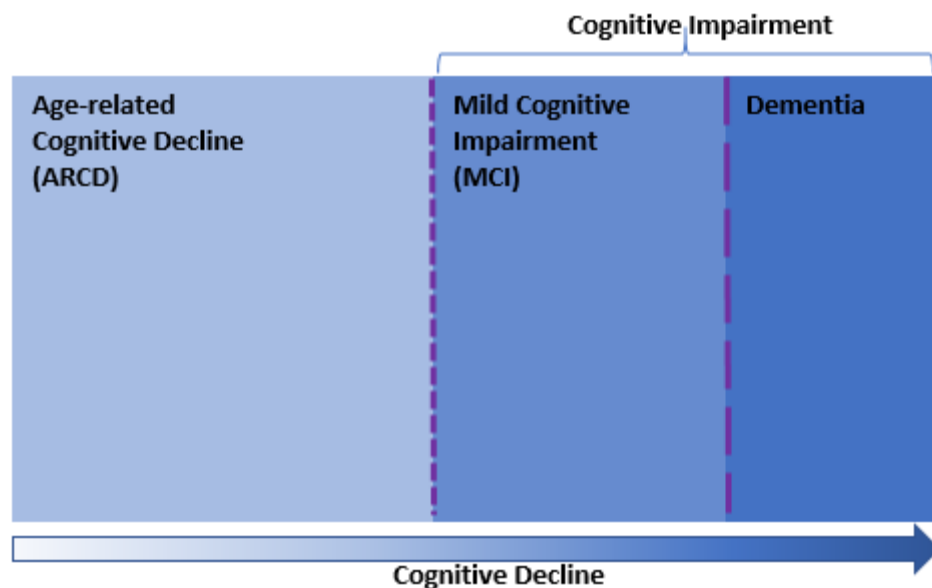 Cognitive Impairment
Age-related
Cognitive Decline
(ARCD)
Mild Cognitive
Impairment
(MCI)
Dementia
Cognitive Decline